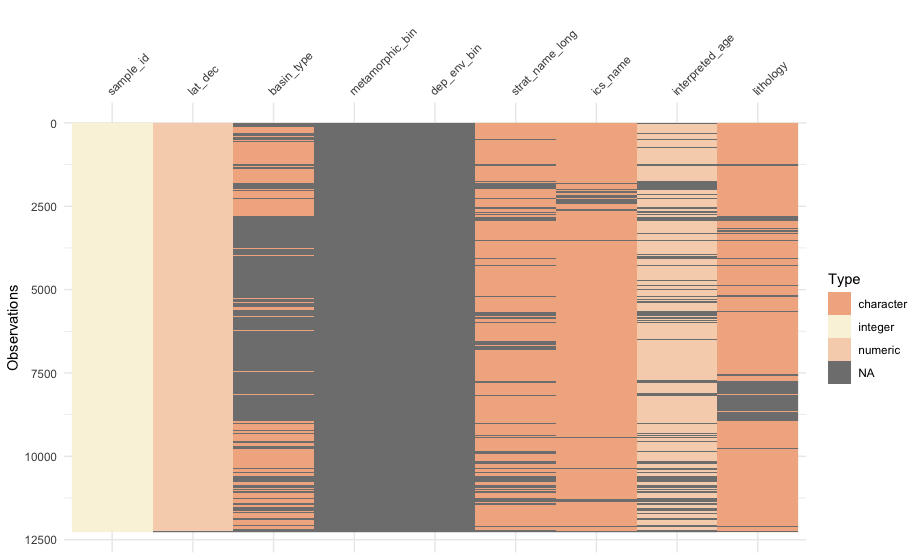 sample_id
lat_dec
basin_type
metamorphic_bin
dep_env_bin
strat_name_long
ics_name
interpreted_age
lithology
0
2500
5000
7500
10000
12500
Observations
Type
character
integer
numeric
NA